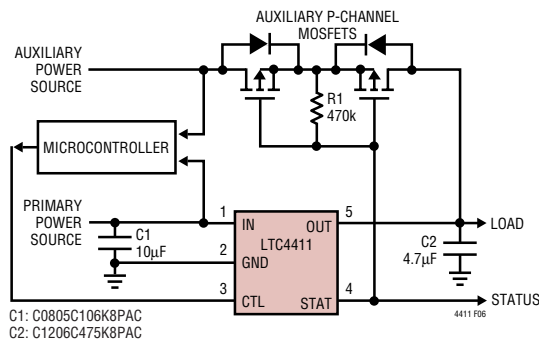 AUXILIARY P-CHANNEL
MOSFETS
AUXILIARY
POWER
SOURCE
R1
470k
MICROCONTROLLER
PRIMARY
POWER
SOURCE
1
IN
OUT
5
LOAD
C1
10µF
LTC4411
2
GND
C2
4.7µF
3
CTL
STAT
4
STATUS
4411 F06
C1: C0805C106K8PAC
C2: C1206C475K8PAC